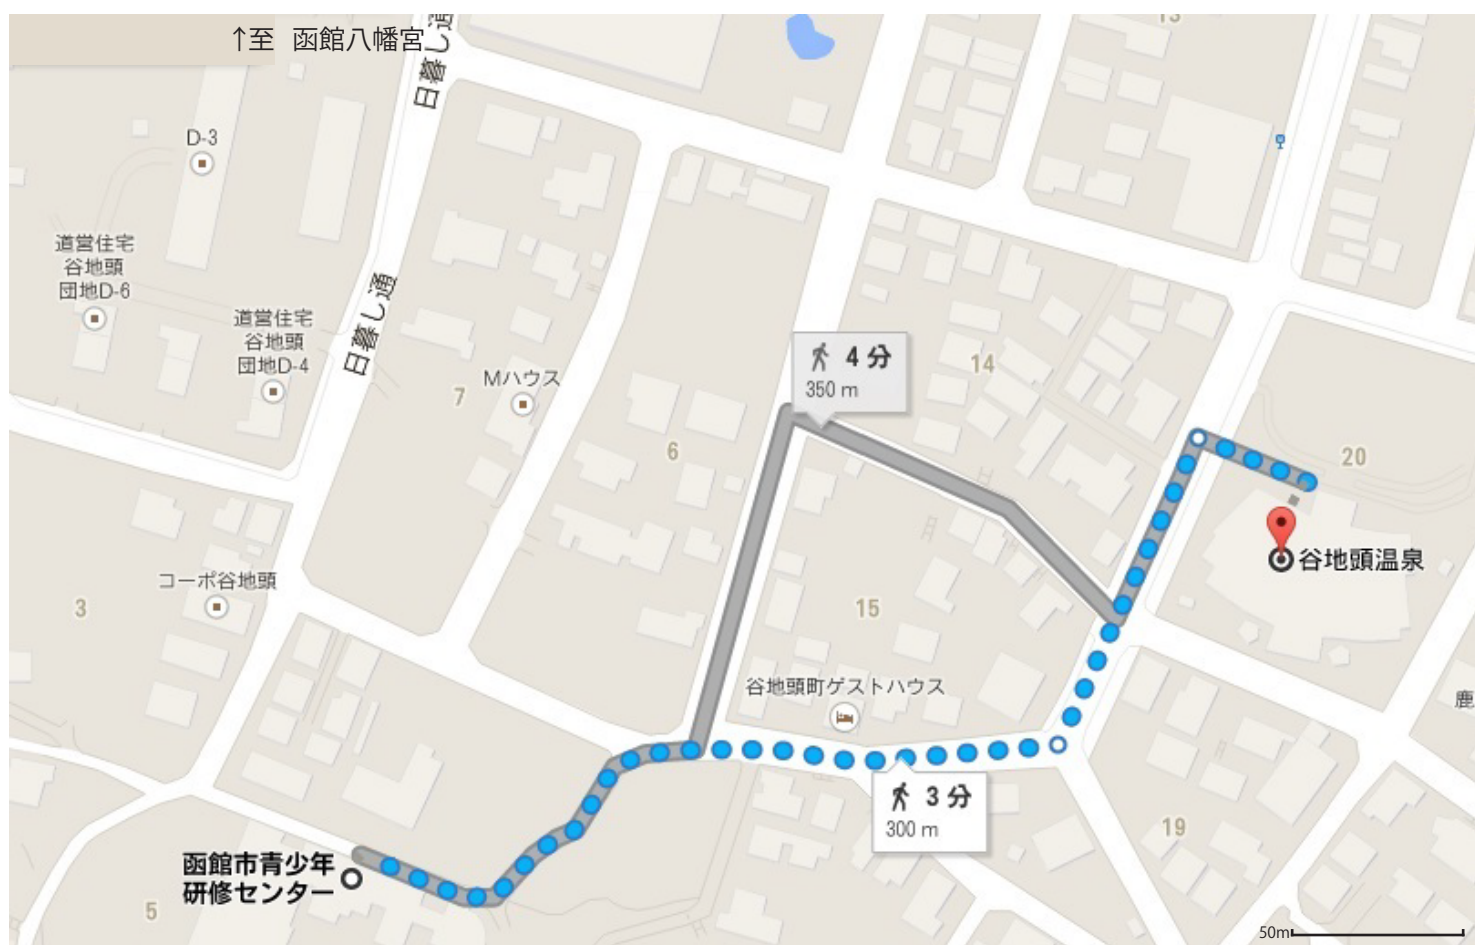 ↑至 函館八幡宮
13
日暮し通
D-3
道営住宅
谷地頭
団地D-6
道営住宅
谷地頭
団地D-4
日暮し通
7
Mハウス
6
4 分
350 m
14
20
谷地頭温泉
コーポ谷地頭
3
15
谷地頭町ゲストハウス
鹿
3 分
300 m
19
函館市青少年
研修センター
5
50m